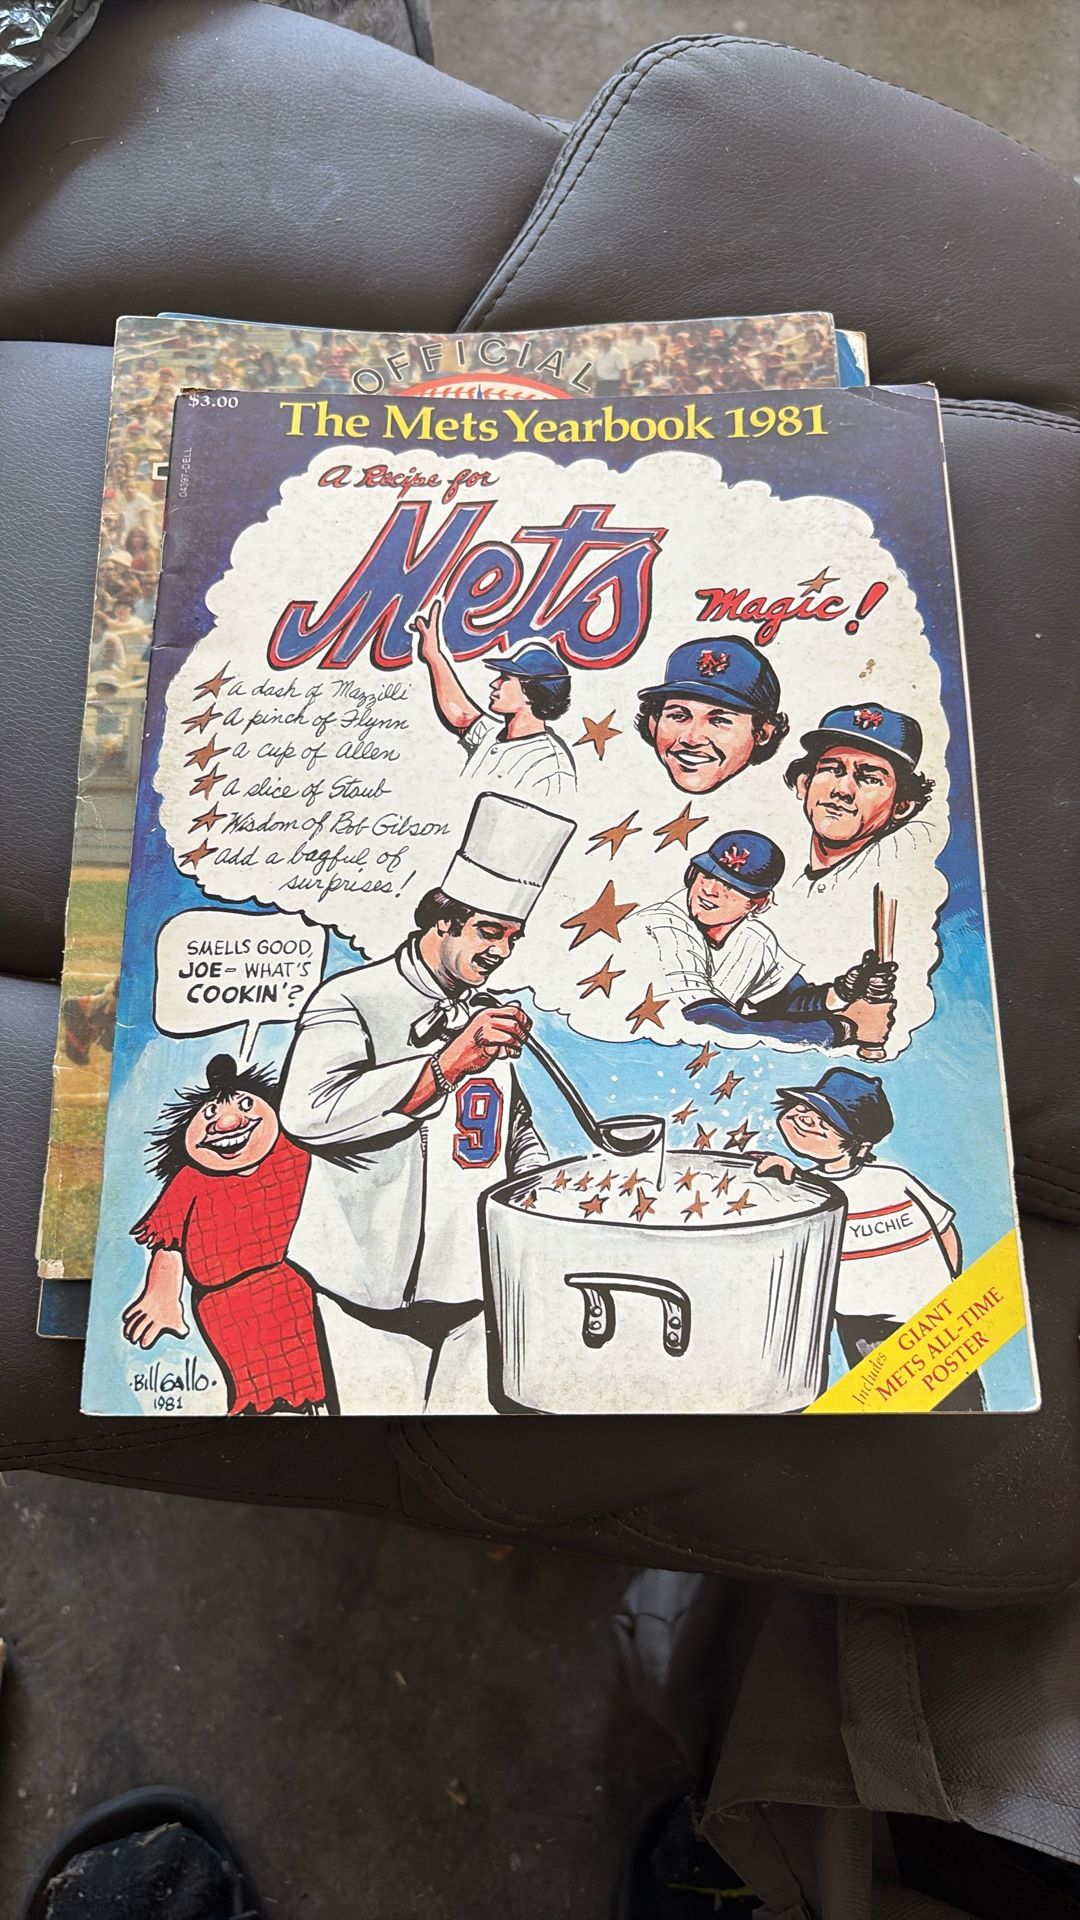 OFFICIAL
$3.00
The Mets Yearbook 1981
04397-DELL
A Recipe for
Mets
Magic!
a dash of Mazzilli
A pinch of Flynn
a cup of Allen
a slice of Staub
Wisdom of Bob Gibson
add a bagful of
surprises!
SMELLS GOOD,
JOE - WHAT'S
COOKIN'?
9
YUCHIE
Includes GIANT
METS ALL-TIME
POSTER
Bill Gallo
1981